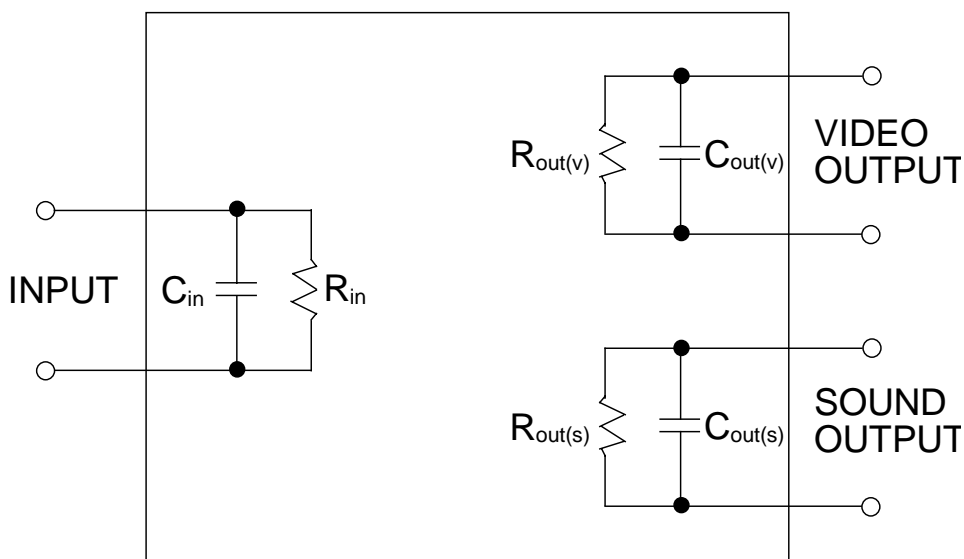 VIDEO
OUTPUT
Rout(v)
Cout(v)
INPUT
Cin
Rin
SOUND
OUTPUT
Rout(s)
Cout(s)